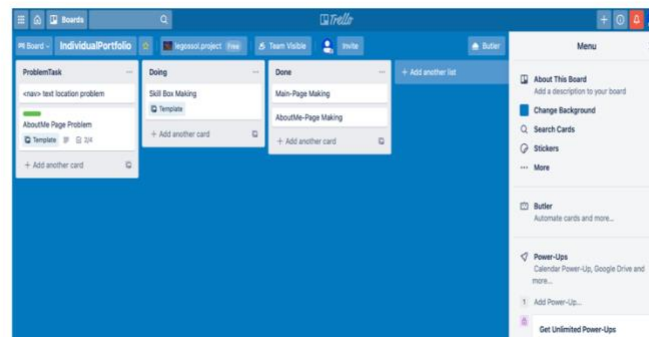 Boards
Trello
Board
IndividualPortfolio
legossol.project Free
Team Visible
Invite
Butler
ProblemTask
<nav> text location problem
AboutMe Page Problem
Template
+ Add another card
Doing
Skill Box Making
Template
+ Add another card
Done
Main-Page Making
AboutMe-Page Making
+ Add another card
+ Add another list
Menu
About This Board
Add a description to your board
Change Background
Search Cards
Stickers
More
Butler
Automate cards and more...
Power-Ups
Calendar Power-Up, Google Drive and
more...
1 Add Power-Up...
Get Unlimited Power-Ups